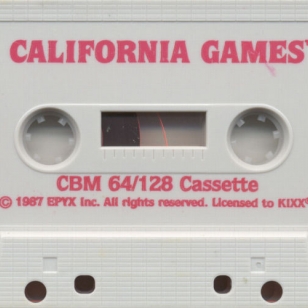 CALIFORNIA GAMES
CBM 64/128 Cassette
© 1987 EPYX Inc. All rights reserved. Licensed to KIXX